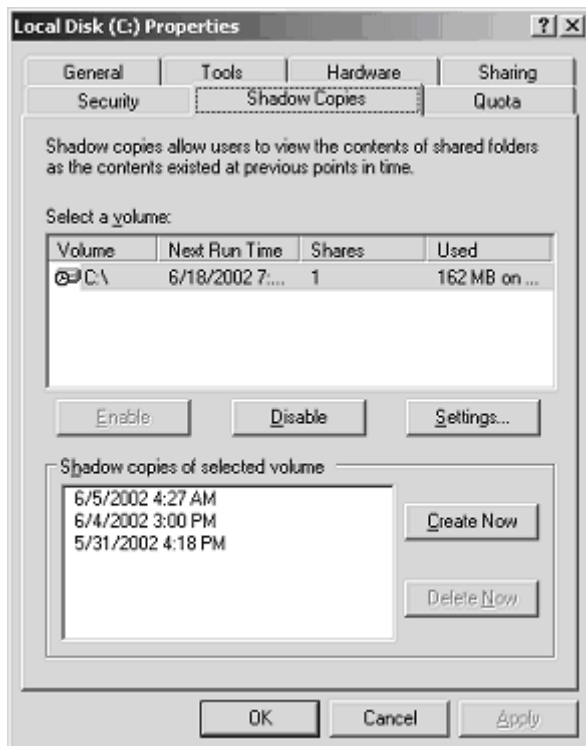 Local Disk (C:) Properties
General Tools Hardware Sharing
Security Shadow Copies Quota
Shadow copies allow users to view the contents of shared folders
as the contents existed at previous points in time.
Select a volume:
Volume Next Run Time Shares Used
C:\ 6/18/2002 7:... 1 162 MB on ...
Enable Disable Settings...
Shadow copies of selected volume
6/5/2002 4:27 AM
6/4/2002 3:00 PM
5/31/2002 4:18 PM
Create Now
Delete Now
OK Cancel Apply